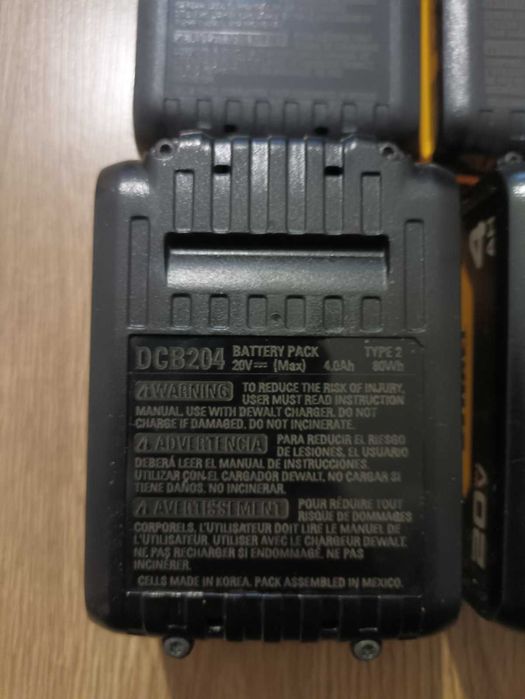 DCB204 BATTERY PACK TYPE 2
20V⎓ (Max) 4.0Ah 80Wh
⚠WARNING TO REDUCE THE RISK OF INJURY,
USER MUST READ INSTRUCTION
MANUAL. USE WITH DEWALT CHARGER. DO NOT
CHARGE IF DAMAGED. DO NOT INCINERATE.
⚠ADVERTENCIA PARA REDUCIR EL RIESGO
DE LESIONES, EL USUARIO
DEBERÁ LEER EL MANUAL DE INSTRUCCIONES.
UTILIZAR CON EL CARGADOR DEWALT. NO CARGAR SI
TIENE DAÑOS. NO INCINERAR.
⚠AVERTISSEMENT POUR RÉDUIRE TOUT
RISQUE DE DOMMAGES
CORPORELS, L'UTILISATEUR DOIT LIRE LE MANUEL DE
L'UTILISATEUR. UTILISER AVEC LE CHARGEUR DEWALT.
NE PAS RECHARGER SI ENDOMMAGÉ. NE PAS
INCINÉRER.
CELLS MADE IN KOREA. PACK ASSEMBLED IN MEXICO.
4
AH
20V